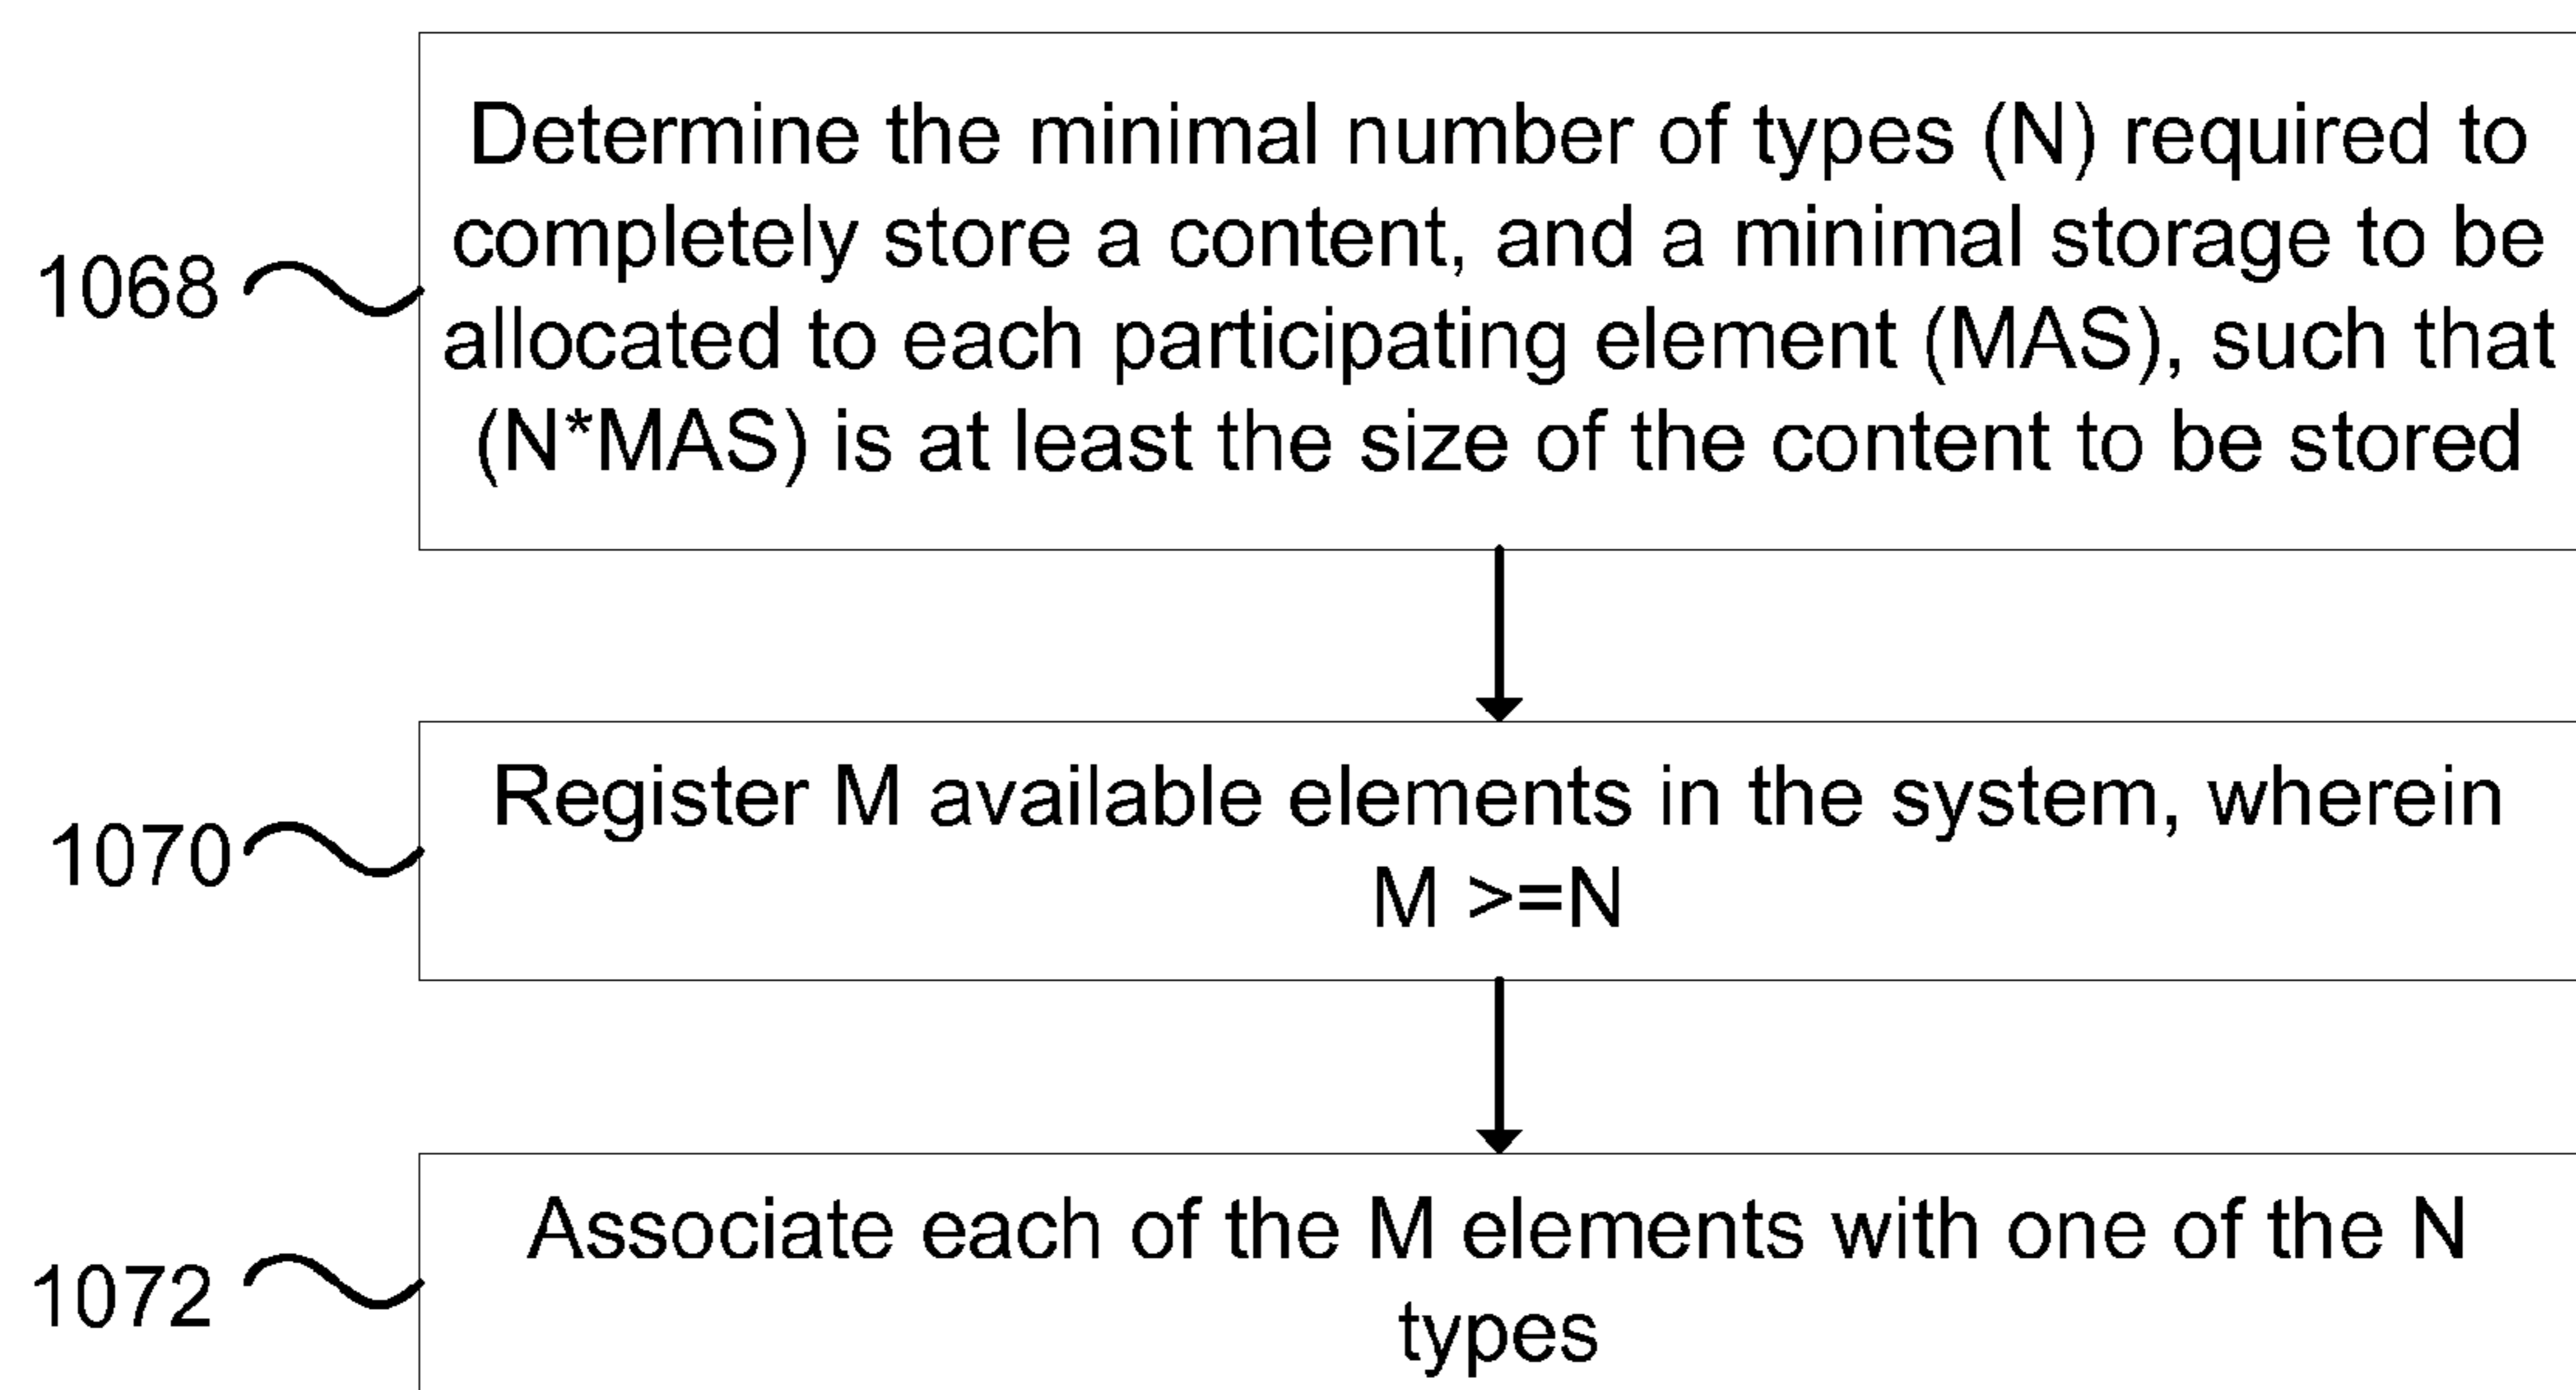 Determine the minimal number of types (N) required to
completely store a content, and a minimal storage to be
1068
allocated to each participating element (MAS), such that
(N*MAS) is at least the size of the content to be stored
Register M available elements in the system, wherein
1070
M >=N
Associate each of the M elements with one of the N
1072
types